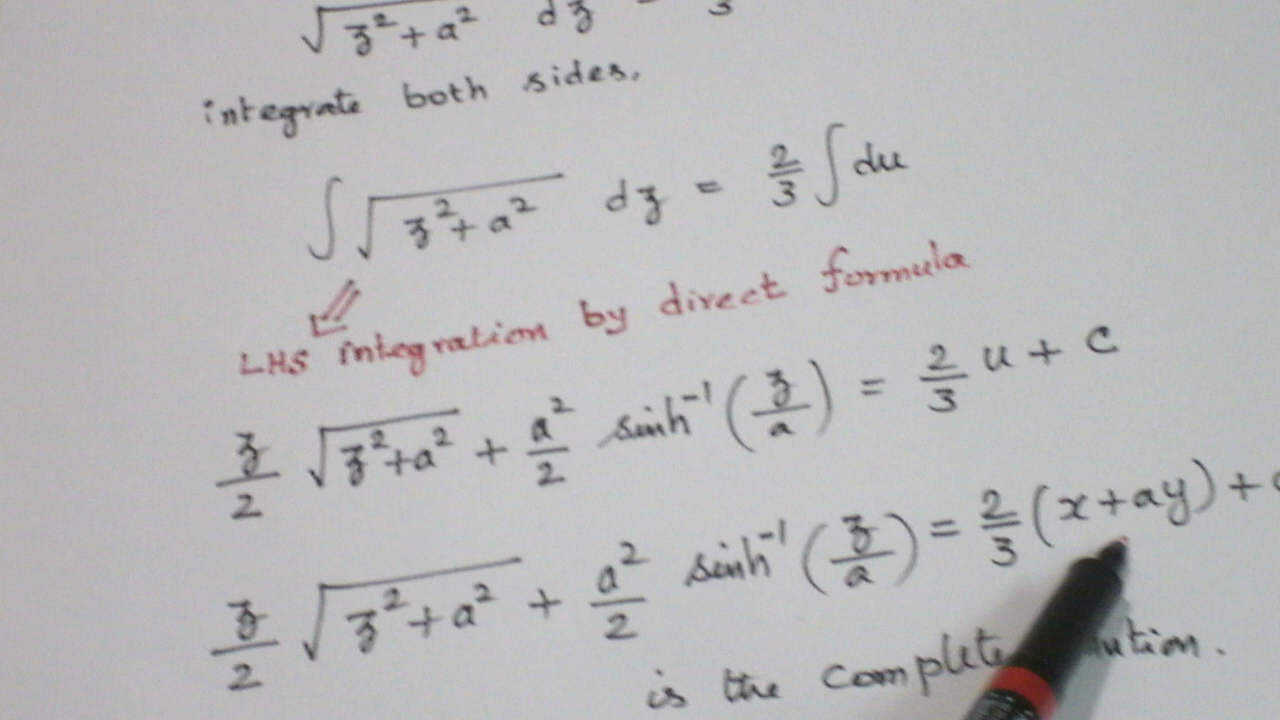 √(z²+a²) dz
integrate both sides,
∫√(z²+a²) dz = 2/3 ∫du
LHS integration by direct formula
z/2 √(z²+a²) + a²/2 sinh⁻¹(z/a) = 2/3 u + c
z/2 √(z²+a²) + a²/2 sinh⁻¹(z/a) = 2/3 (x+ay) +
is the complete